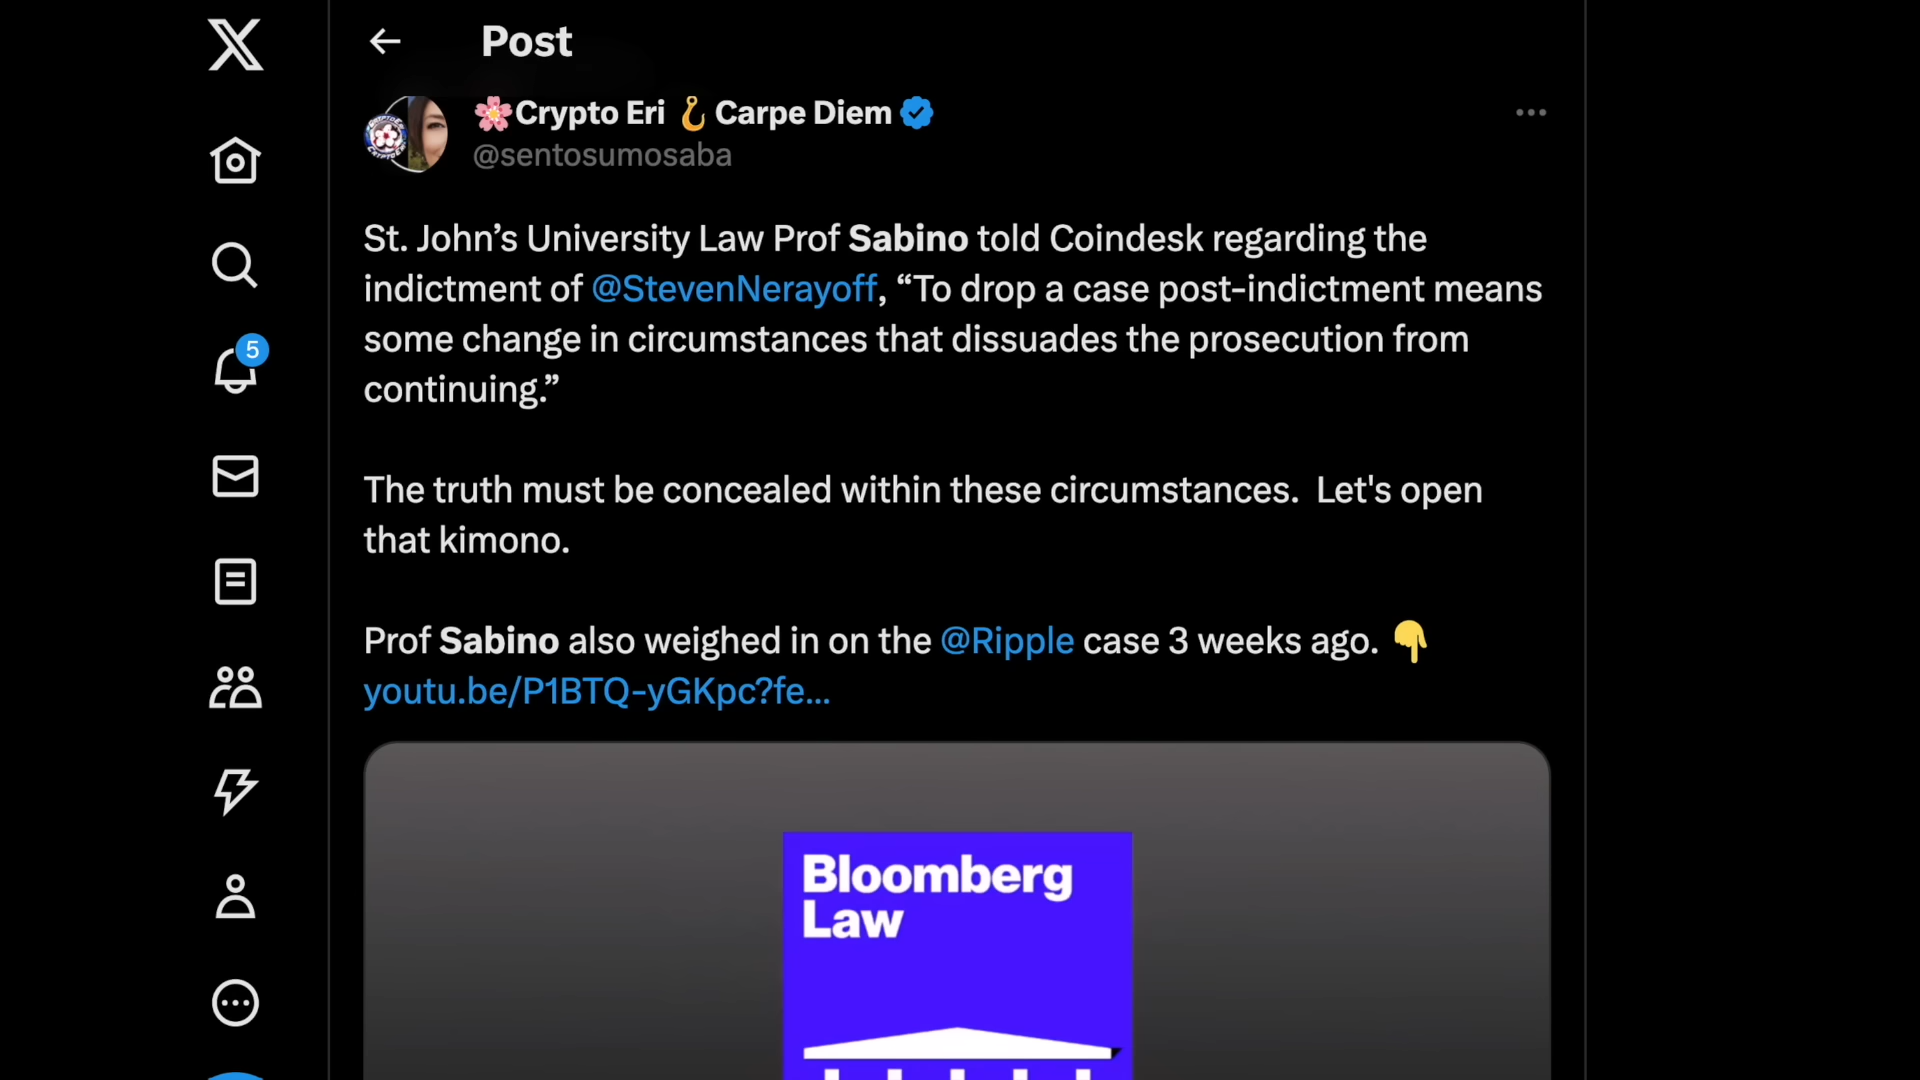 Post
🌸Crypto Eri 🪝 Carpe Diem
@sentosumosaba
St. John’s University Law Prof Sabino told Coindesk regarding the
indictment of @StevenNerayoff, “To drop a case post-indictment means
some change in circumstances that dissuades the prosecution from
continuing.”
The truth must be concealed within these circumstances.  Let's open
that kimono.
Prof Sabino also weighed in on the @Ripple case 3 weeks ago. 👇
youtu.be/P1BTQ-yGKpc?fe...
5
Bloomberg
Law